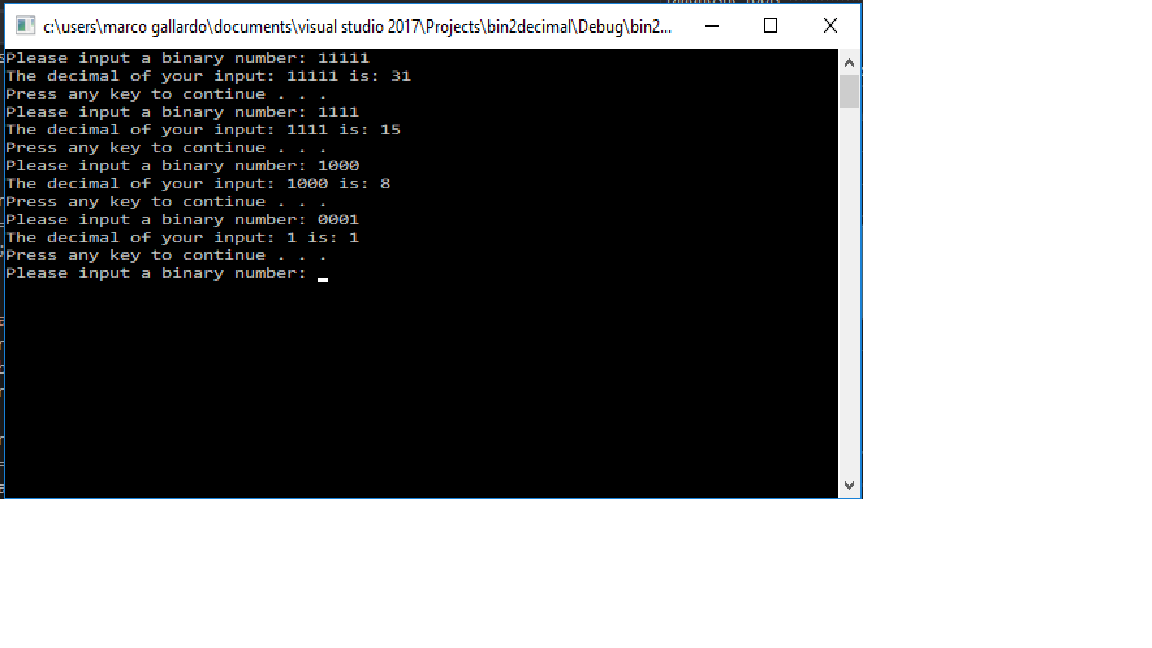 c:\users\marco gallardo\documents\visual studio 2017\Projects\bin2decimal\Debug\bin2...
Please input a binary number: 11111
The decimal of your input: 11111 is: 31
Press any key to continue . . .
Please input a binary number: 1111
The decimal of your input: 1111 is: 15
Press any key to continue . . .
Please input a binary number: 1000
The decimal of your input: 1000 is: 8
Press any key to continue . . .
Please input a binary number: 0001
The decimal of your input: 1 is: 1
Press any key to continue . . .
Please input a binary number: